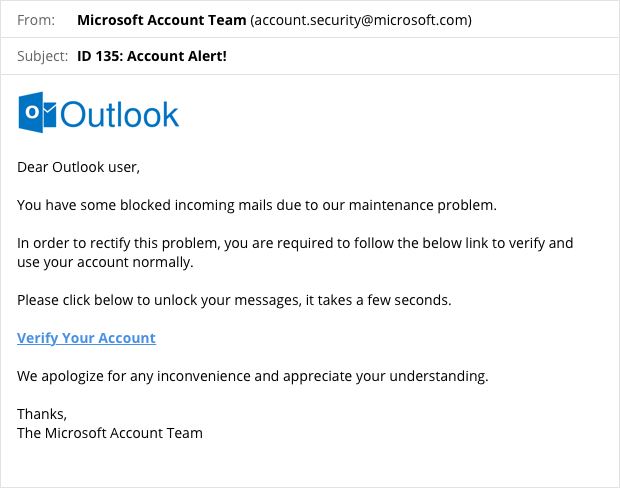 From: Microsoft Account Team (account.security@microsoft.com)
Subject: ID 135: Account Alert!
Outlook
Dear Outlook user,
You have some blocked incoming mails due to our maintenance problem.
In order to rectify this problem, you are required to follow the below link to verify and
use your account normally.
Please click below to unlock your messages, it takes a few seconds.
Verify Your Account
We apologize for any inconvenience and appreciate your understanding.
Thanks,
The Microsoft Account Team